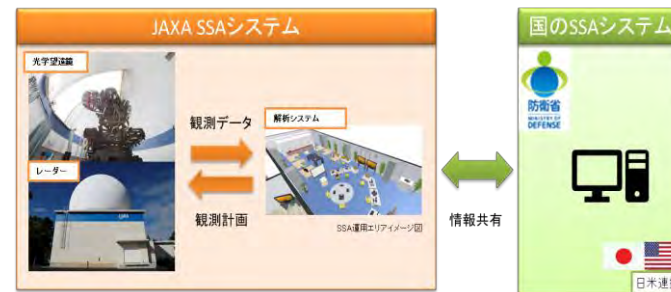 JAXA SSAシステム
光学望遠鏡
レーダー
観測データ
観測計画
解析システム
SSA運用エリアイメージ図
情報共有
国のSSAシステム
防衛省
MINISTRY OF
DEFENSE
日米連